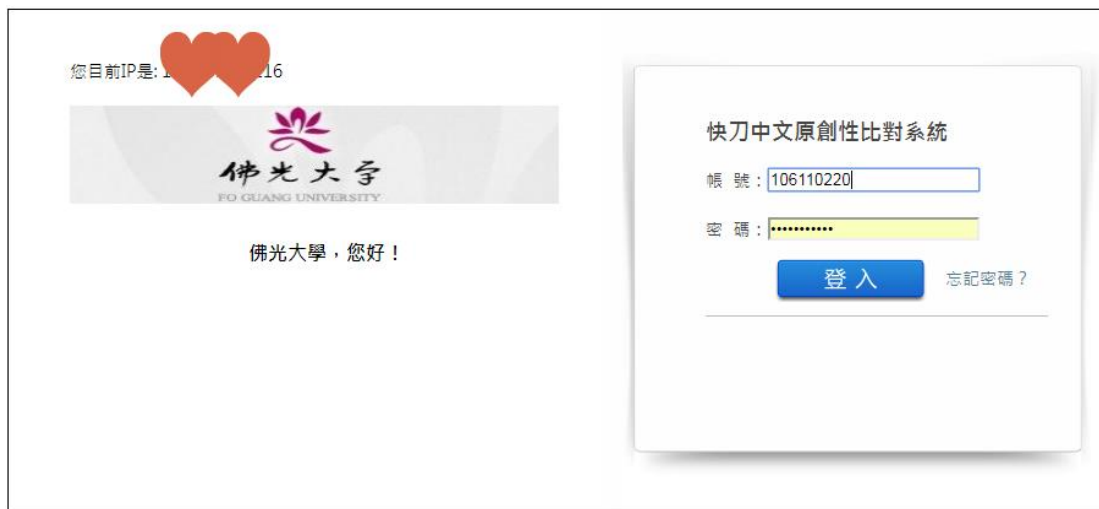 您目前IP是: 1 .16
佛光大学
FO GUANG UNIVERSITY
佛光大學，您好！
快刀中文原創性比對系統
帳 號：106110220
密 碼：•••••••••••
登入 忘記密碼？